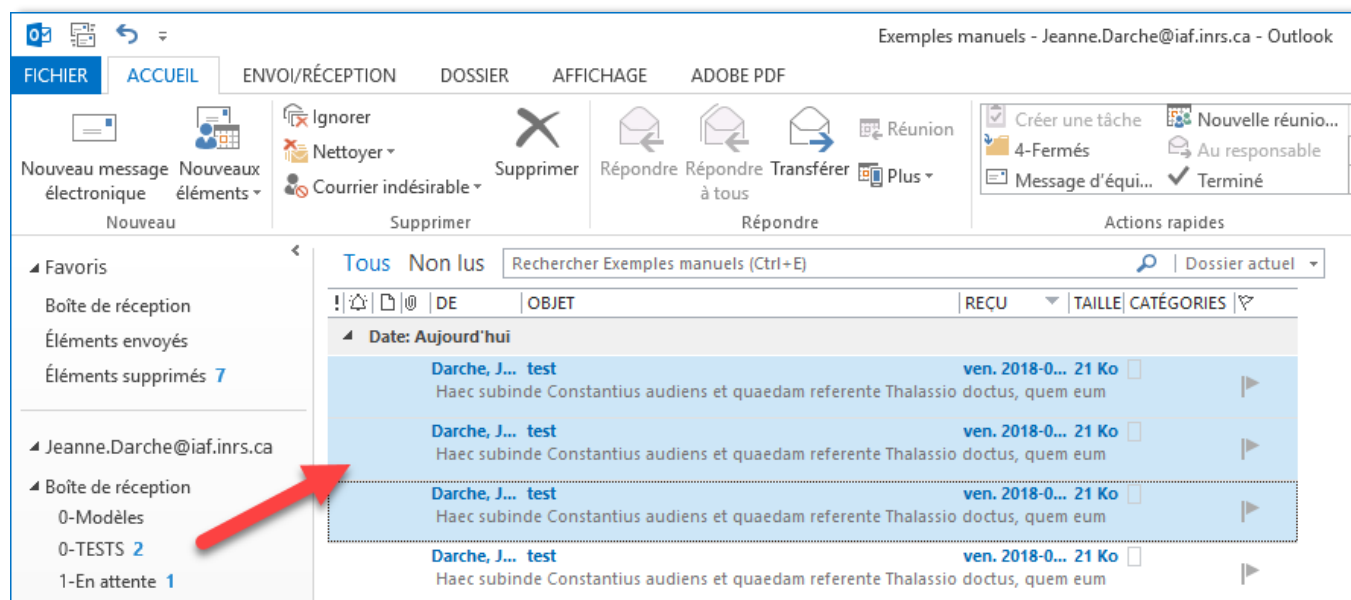 Exemples manuels - Jeanne.Darche@iaf.inrs.ca - Outlook
FICHIER ACCUEIL ENVOI/RÉCEPTION DOSSIER AFFICHAGE ADOBE PDF
Nouveau message
électronique
Nouveaux
éléments
Nouveau
Ignorer
Nettoyer
Courrier indésirable
Supprimer
Supprimer
Répondre
Répondre
à tous
Transférer
Réunion
Plus
Répondre
Créer une tâche
4-Fermés
Message d'équi...
Nouvelle réunio...
Au responsable
Terminé
Actions rapides
Favoris
Boîte de réception
Éléments envoyés
Éléments supprimés 7
Jeanne.Darche@iaf.inrs.ca
Boîte de réception
0-Modèles
0-TESTS 2
1-En attente 1
Tous Non lus Rechercher Exemples manuels (Ctrl+E) Dossier actuel
! DE OBJET REÇU TAILLE CATÉGORIES
Date: Aujourd'hui
Darche, J... test ven. 2018-0... 21 Ko
Haec subinde Constantius audiens et quaedam referente Thalassio doctus, quem eum
Darche, J... test ven. 2018-0... 21 Ko
Haec subinde Constantius audiens et quaedam referente Thalassio doctus, quem eum
Darche, J... test ven. 2018-0... 21 Ko
Haec subinde Constantius audiens et quaedam referente Thalassio doctus, quem eum
Darche, J... test ven. 2018-0... 21 Ko
Haec subinde Constantius audiens et quaedam referente Thalassio doctus, quem eum